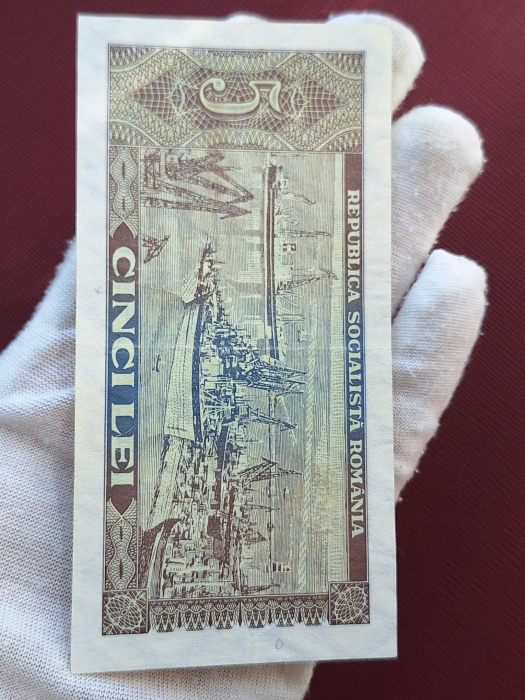 5
REPUBLICA SOCIALISTĂ ROMÂNIA
CINCI LEI